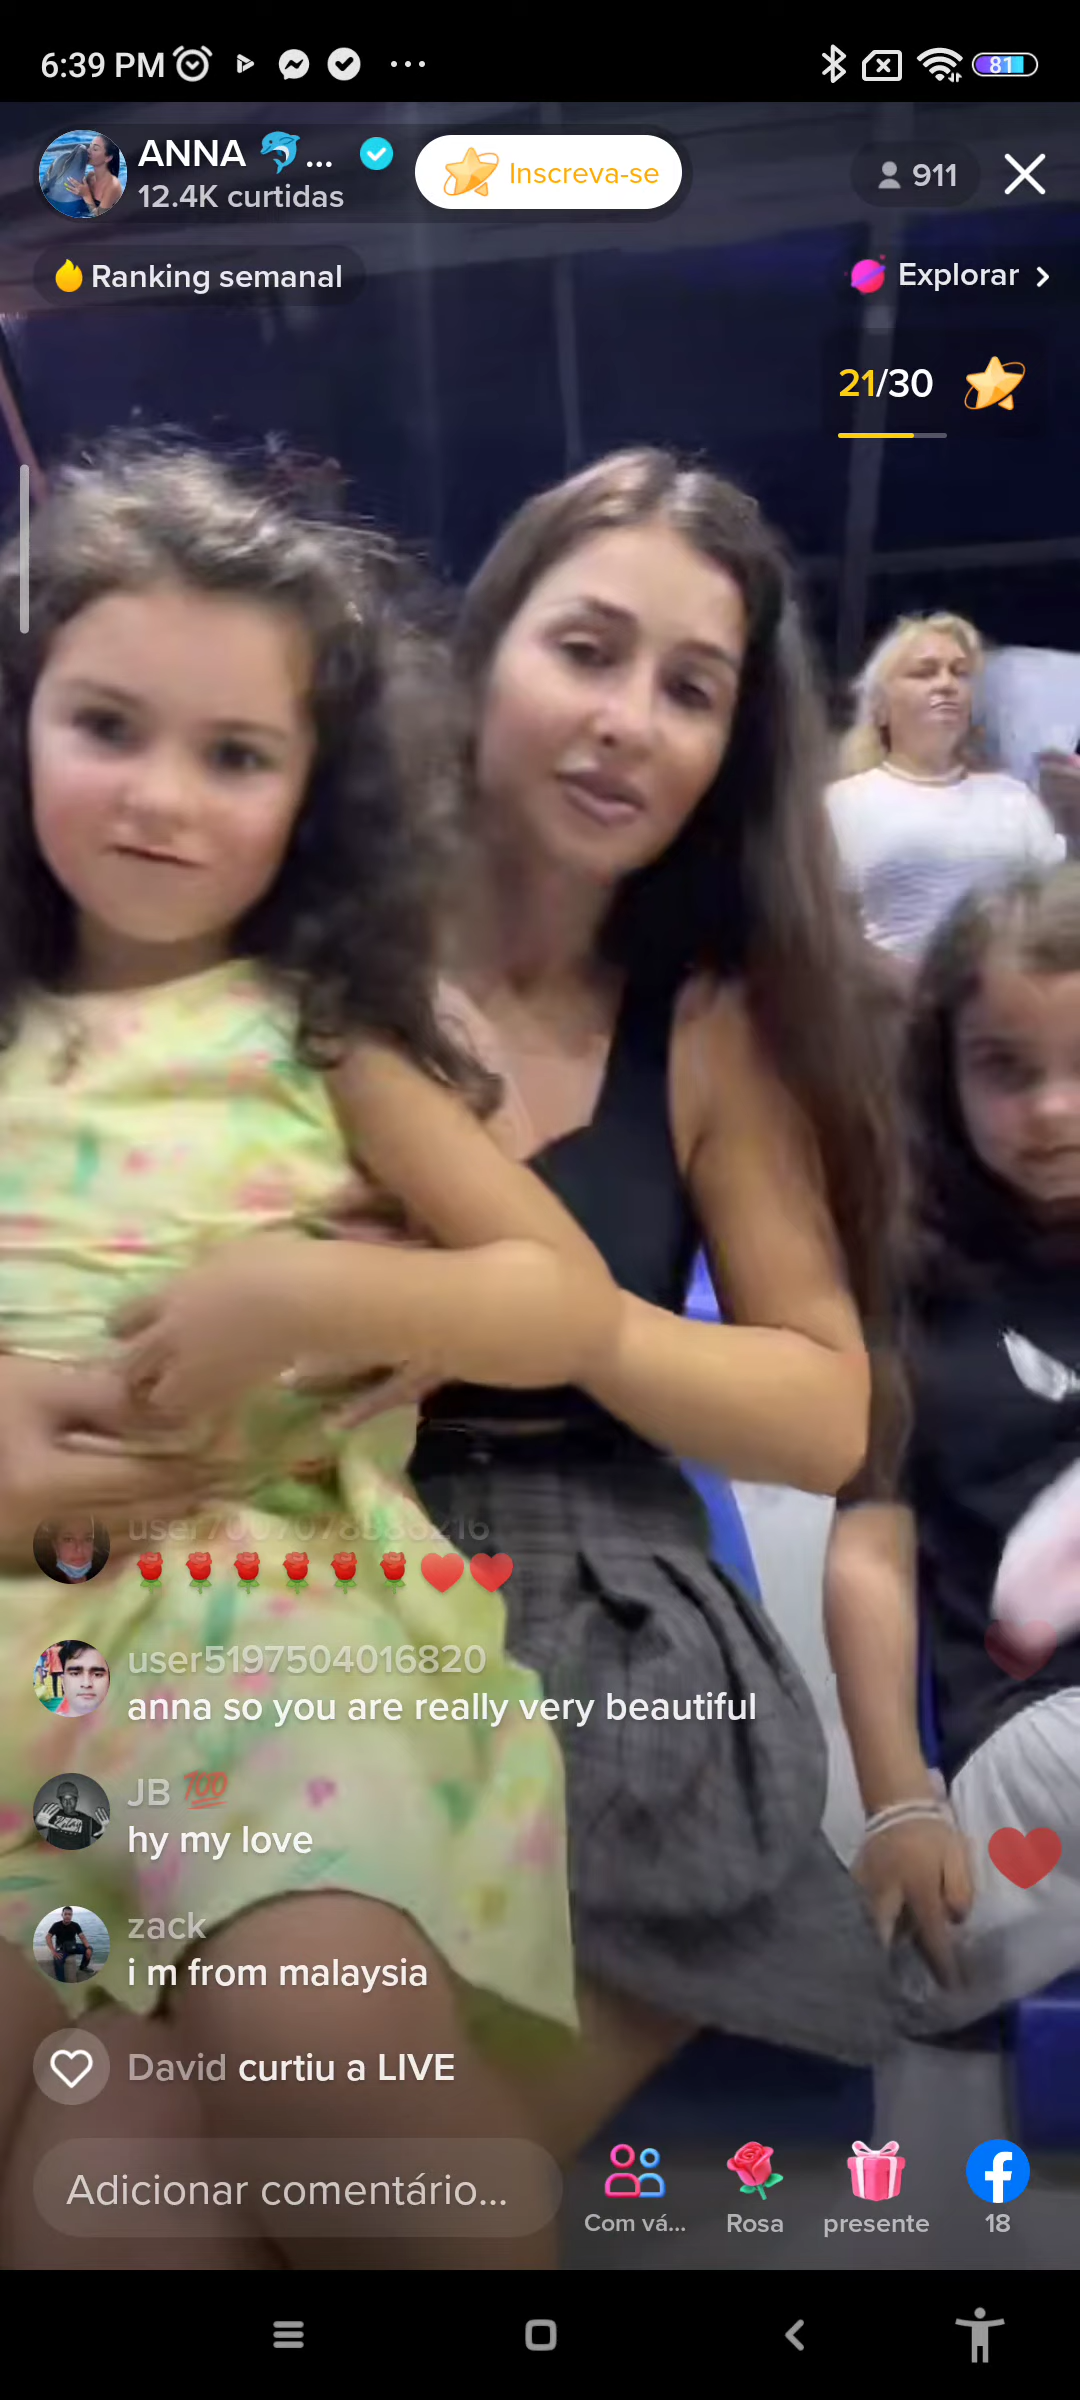 6:39 PM
81
ANNA 🐬...
12.4K curtidas
Inscreva-se
911
Ranking semanal
Explorar
21/30
anna so you are really very beautiful
user5197504016820
JB 💯
hy my love
zack
i m from malaysia
David curtiu a LIVE
Adicionar comentário...
Com vá...
Rosa
presente
18